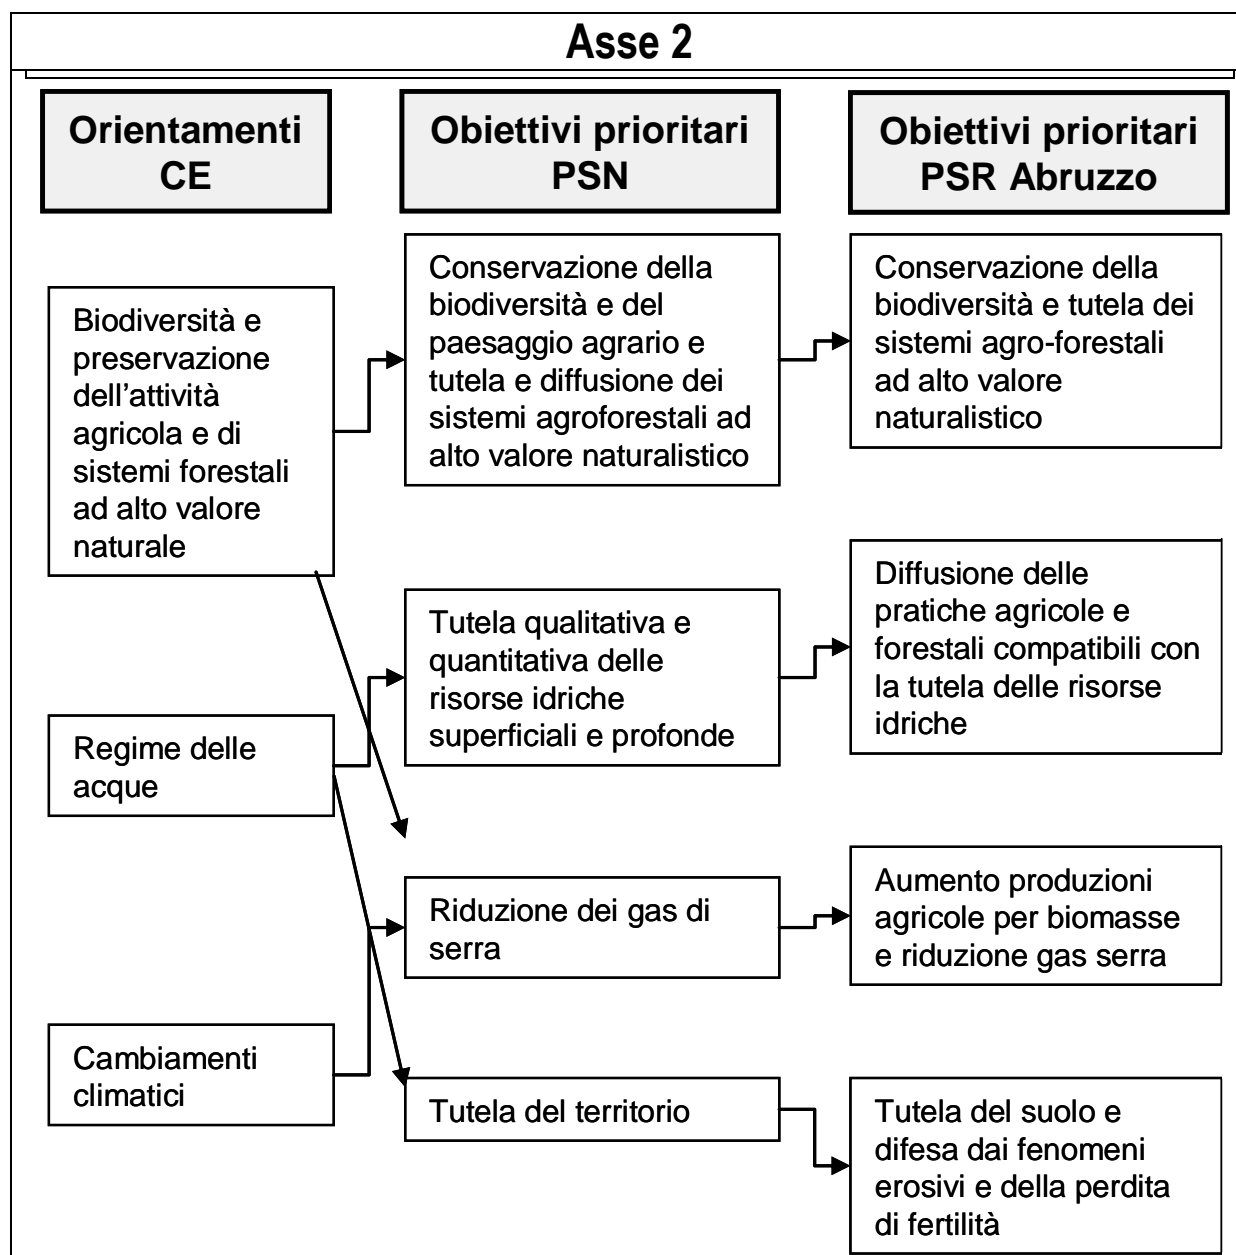 Asse 2
Orientamenti
CE
Obiettivi prioritari
PSN
Obiettivi prioritari
PSR Abruzzo
Biodiversità e
preservazione
dell'attività
agricola e di
sistemi forestali
ad alto valore
naturale
Conservazione della
biodiversità e del
paesaggio agrario e
tutela e diffusione dei
sistemi agroforestali ad
alto valore naturalistico
Conservazione della
biodiversità e tutela dei
sistemi agro-forestali
ad alto valore
naturalistico
Regime delle
acque
Tutela qualitativa e
quantitativa delle
risorse idriche
superficiali e profonde
Diffusione delle
pratiche agricole e
forestali compatibili con
la tutela delle risorse
idriche
Cambiamenti
climatici
Riduzione dei gas di
serra
Aumento produzioni
agricole per biomasse
e riduzione gas serra
Tutela del territorio
Tutela del suolo e
difesa dai fenomeni
erosivi e della perdita
di fertilità